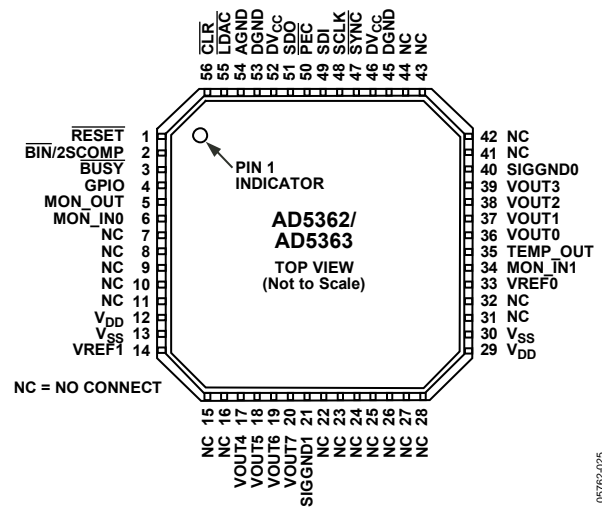 56 CLR
55 LDAC
54 AGND
53 DGND
52 DVCC
51 SDO
50 PEC
49 SDI
48 SCLK
47 SYNC
46 DVCC
45 DGND
44 NC
43 NC
RESET 1
BIN/2SCOMP 2
BUSY 3
GPIO 4
MON_OUT 5
MON_IN0 6
NC 7
NC 8
NC 9
NC 10
NC 11
VDD 12
VSS 13
VREF1 14
PIN 1
INDICATOR
AD5362/
AD5363
TOP VIEW
(Not to Scale)
42 NC
41 NC
40 SIGGND0
39 VOUT3
38 VOUT2
37 VOUT1
36 VOUT0
35 TEMP_OUT
34 MON_IN1
33 VREF0
32 NC
31 NC
30 VSS
29 VDD
NC = NO CONNECT
NC 15
NC 16
VOUT4 17
VOUT5 18
VOUT6 19
VOUT7 20
SIGGND1 21
NC 22
NC 23
NC 24
NC 25
NC 26
NC 27
NC 28
05762-025